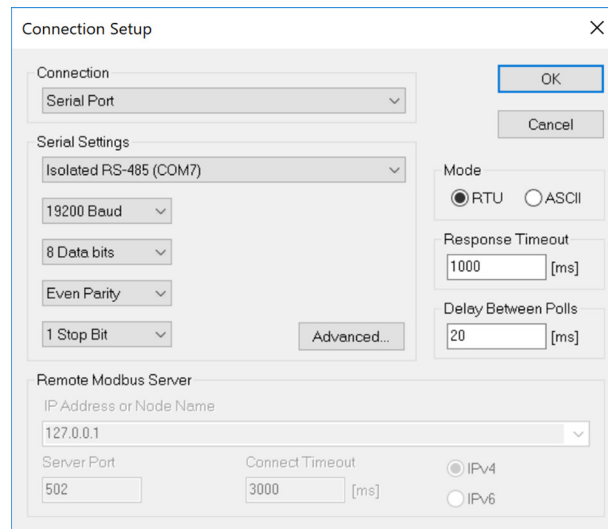 Connection Setup
Connection
Serial Port
OK
Cancel
Serial Settings
Isolated RS-485 (COM7)
19200 Baud
8 Data bits
Even Parity
1 Stop Bit
Advanced...
Mode
RTU
ASCII
Response Timeout
1000 [ms]
Delay Between Polls
20 [ms]
Remote Modbus Server
IP Address or Node Name
127.0.0.1
Server Port
502
Connect Timeout
3000 [ms]
IPv4
IPv6